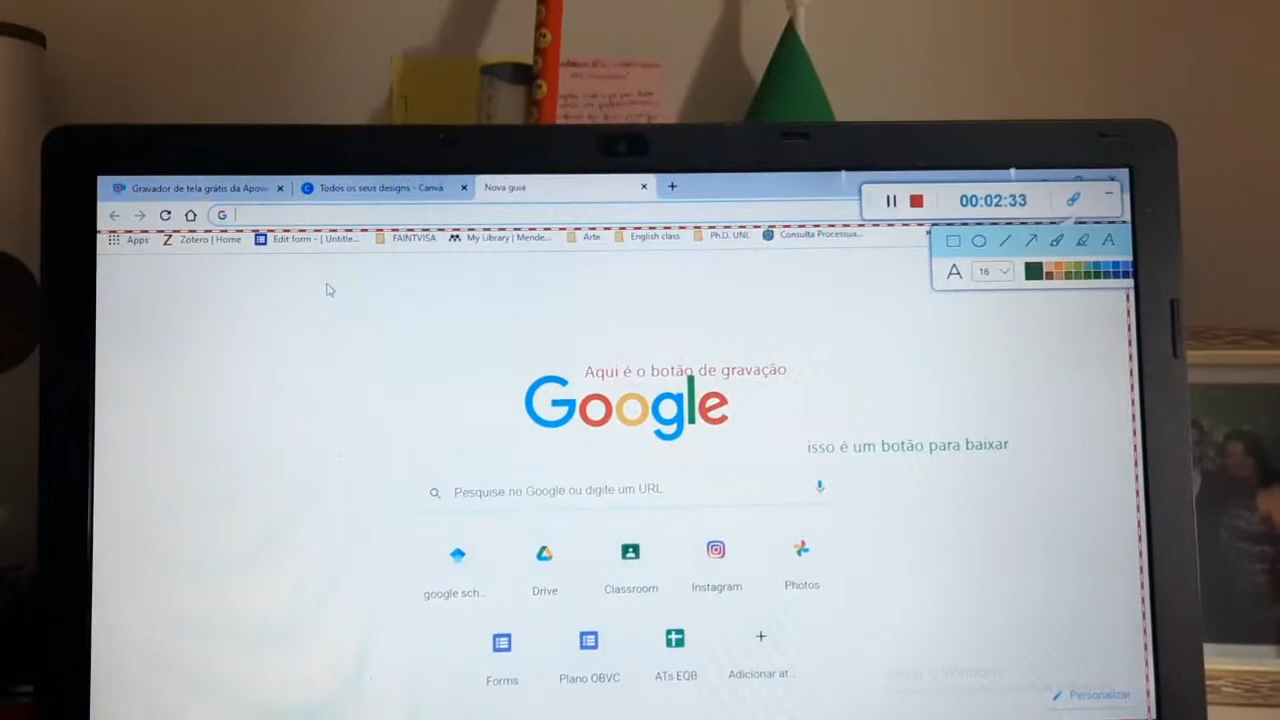 Gravador de tela grátis da Apow
Todos os seus designs - Canva
Nova guia
00:02:33
G
Apps
Zotero | Home
Edit form - [ Untitle...
FAINTVISA
My Library | Mende...
Arte
English class
Ph.D. UNL
Consulta Processua...
A
A
16
Aqui é o botão de gravação
Google
isso é um botão para baixar
Pesquise no Google ou digite um URL
google sch...
Drive
Classroom
Instagram
Photos
Forms
Plano OBVC
ATs EQB
Adicionar at...
Windows
Personalizar